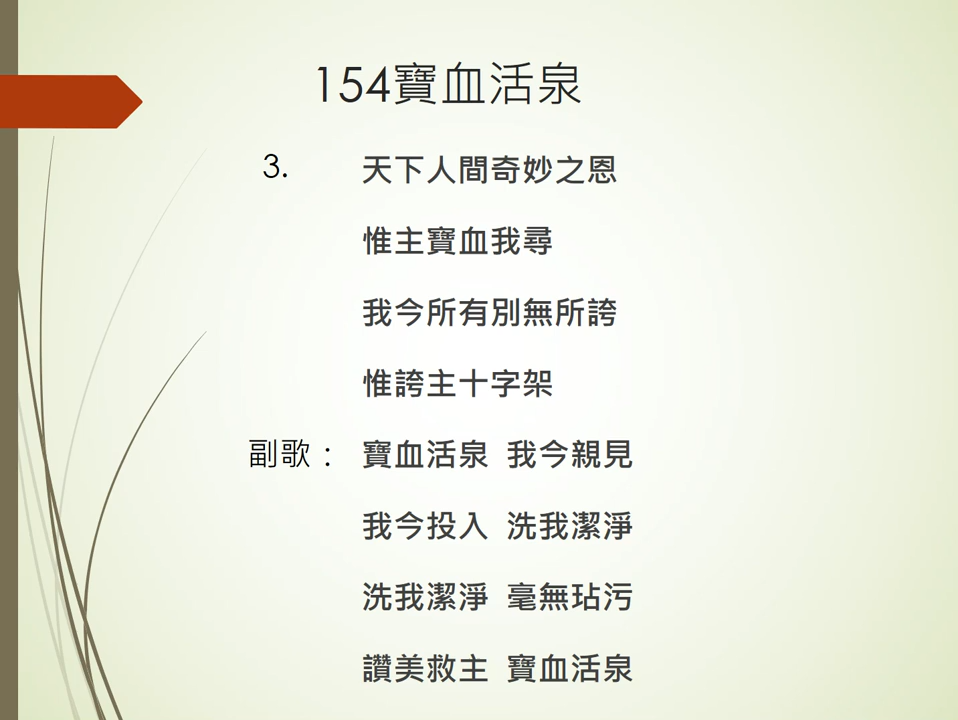 154寶血活泉
3. 天下人間奇妙之恩
惟主寶血我尋
我今所有別無所誇
惟誇主十字架
副歌： 寶血活泉 我今親見
我今投入 洗我潔淨
洗我潔淨 毫無玷污
讚美救主 寶血活泉